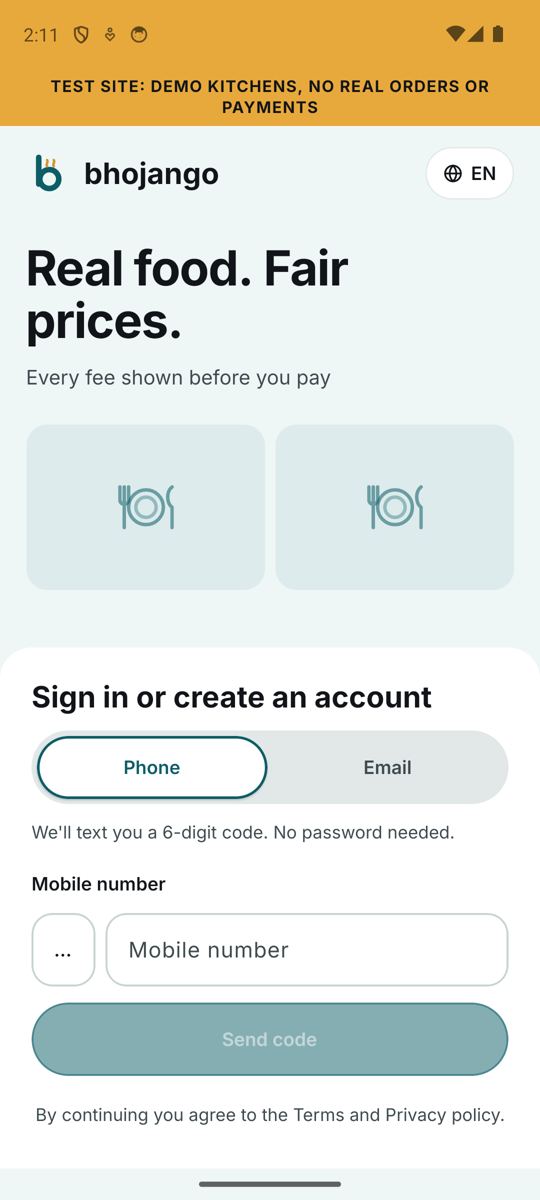 2:11
TEST SITE: DEMO KITCHENS, NO REAL ORDERS OR
PAYMENTS
bhojango
EN
Real food. Fair
prices.
Every fee shown before you pay
Sign in or create an account
Phone
Email
We'll text you a 6-digit code. No password needed.
Mobile number
...
Mobile number
Send code
By continuing you agree to the Terms and Privacy policy.